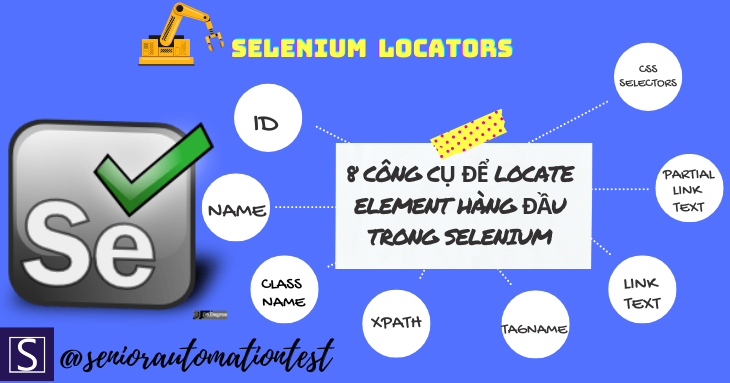 SELENIUM LOCATORS
CSS
SELECTORS
ID
8 CÔNG CỤ ĐỂ LOCATE
ELEMENT HÀNG ĐẦU
TRONG SELENIUM
PARTIAL
LINK
TEXT
NAME
Se
CLASS
NAME
LINK
TEXT
XPATH
TAGNAME
S
@seniorautomationtest